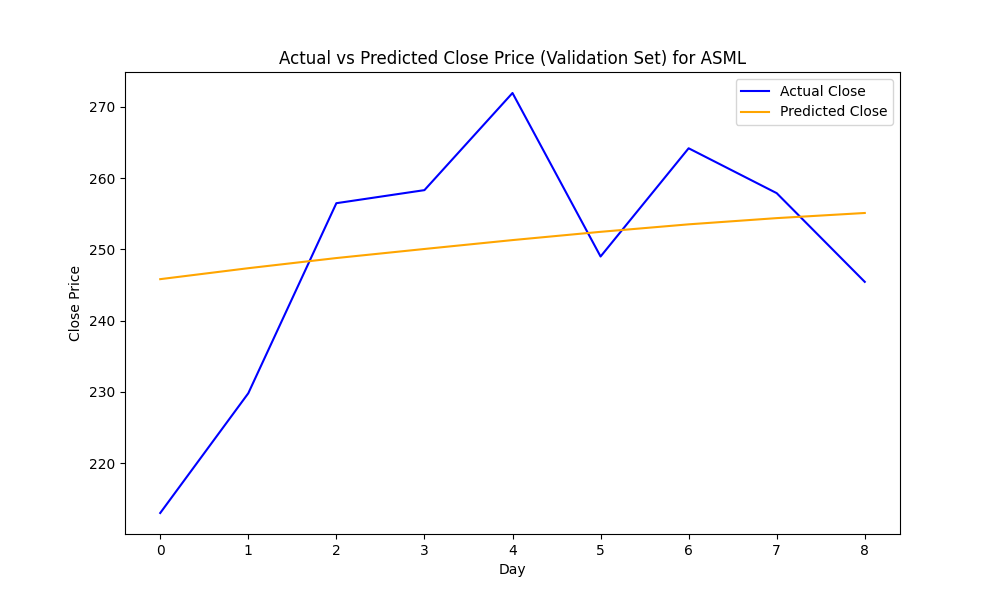 Actual vs Predicted Close Price (Validation Set) for ASML
Actual Close
Predicted Close
Close Price
270
260
250
240
230
220
0 1 2 3 4 5 6 7 8
Day